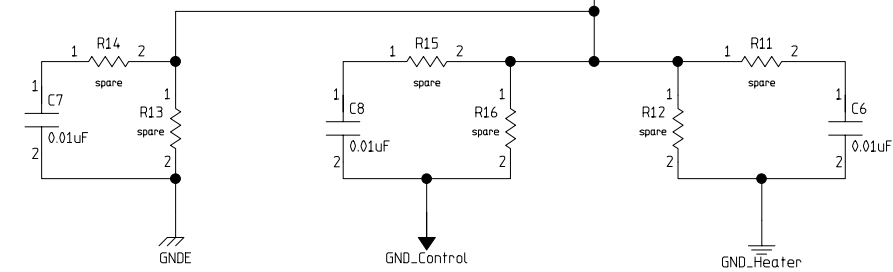 R14
1 2
spare
1
C7
0.01uF
2
1
R13
spare
2
GNDE
R15
1 2
spare
1
C8
0.01uF
2
1
R16
spare
2
GND_Control
R11
1 2
spare
1
R12
spare
2
1
C6
0.01uF
2
GND_Heater